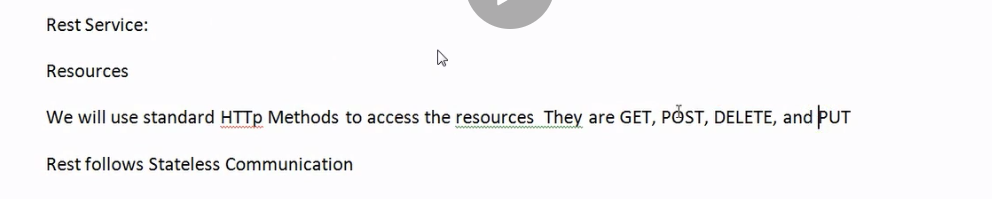 Rest Service:
Resources
We will use standard HTTp Methods to access the resources  They are GET, POST, DELETE, and PUT
Rest follows Stateless Communication